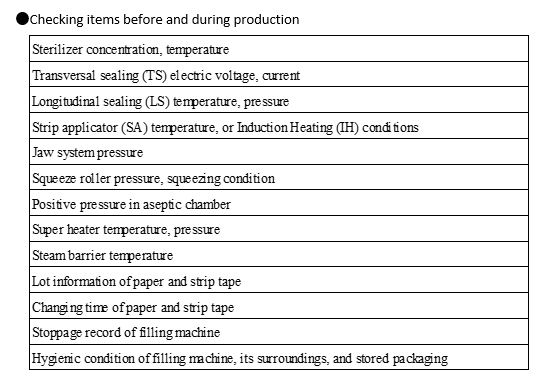 ●Checking items before and during production
Sterilizer concentration, temperature
Transversal sealing (TS) electric voltage, current
Longitudinal sealing (LS) temperature, pressure
Strip applicator (SA) temperature, or Induction Heating (IH) conditions
Jaw system pressure
Squeeze roller pressure, squeezing condition
Positive pressure in aseptic chamber
Super heater temperature, pressure
Steam barrier temperature
Lot information of paper and strip tape
Changing time of paper and strip tape
Stoppage record of filling machine
Hygienic condition of filling machine, its surroundings, and stored packaging